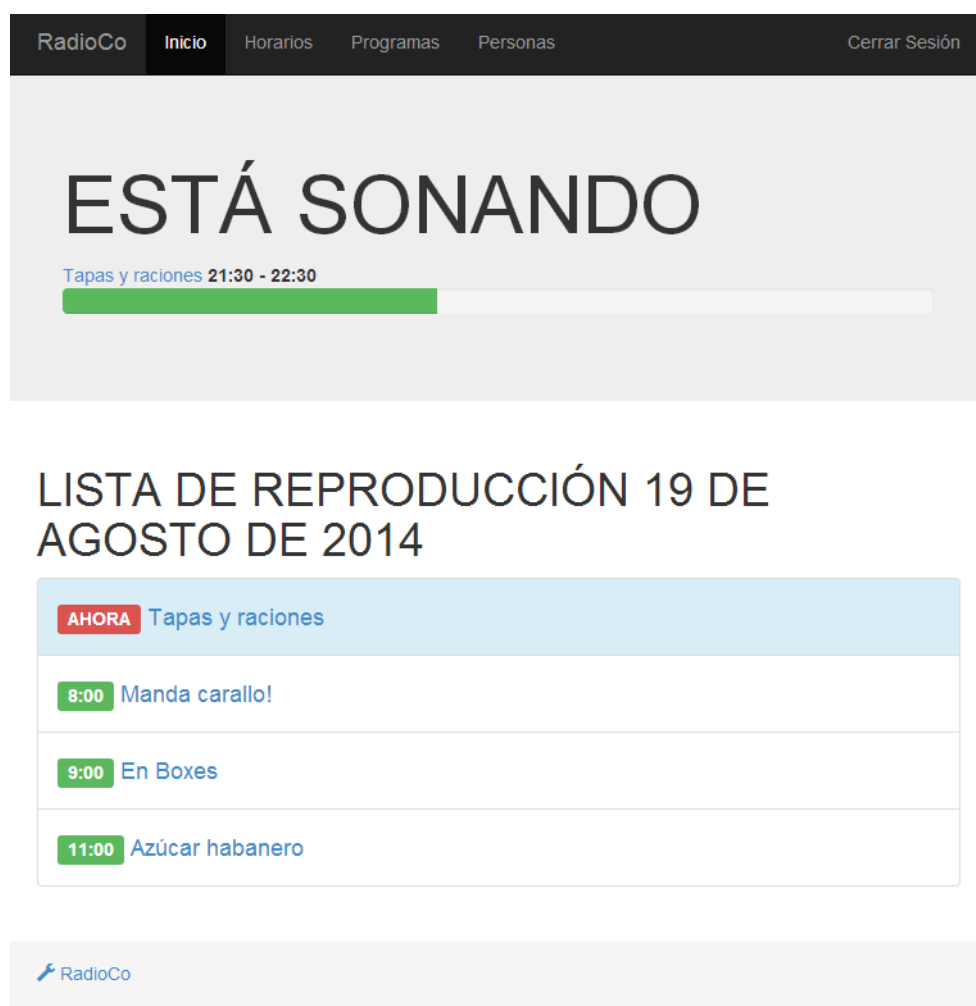 RadioCo Inicio Horarios Programas Personas Cerrar Sesión
ESTÁ SONANDO
Tapas y raciones 21:30 - 22:30
LISTA DE REPRODUCCIÓN 19 DE
AGOSTO DE 2014
AHORA Tapas y raciones
8:00 Manda carallo!
9:00 En Boxes
11:00 Azúcar habanero
RadioCo